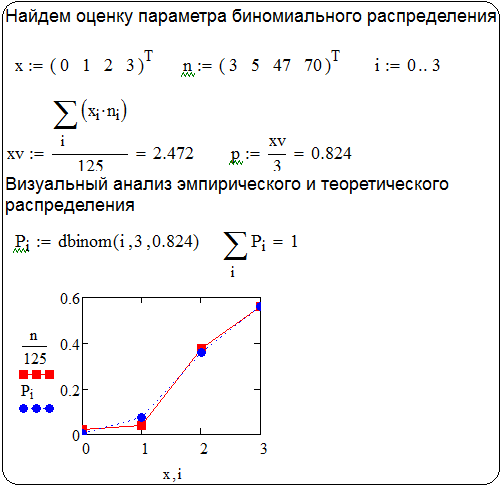 Найдем оценку параметра биномиального распределения
x := ( 0 1 2 3 )^T n := ( 3 5 47 70 )^T i := 0 .. 3
∑
i
(x_i·n_i)
xv := ――― = 2.472 p := xv/3 = 0.824
125
Визуальный анализ эмпирического и теоретического
распределения
P_i := dbinom(i , 3 , 0.824) ∑ P_i = 1
i
n
125
P_i
0.6
0.4
0.2
0
0 1 2 3
x , i